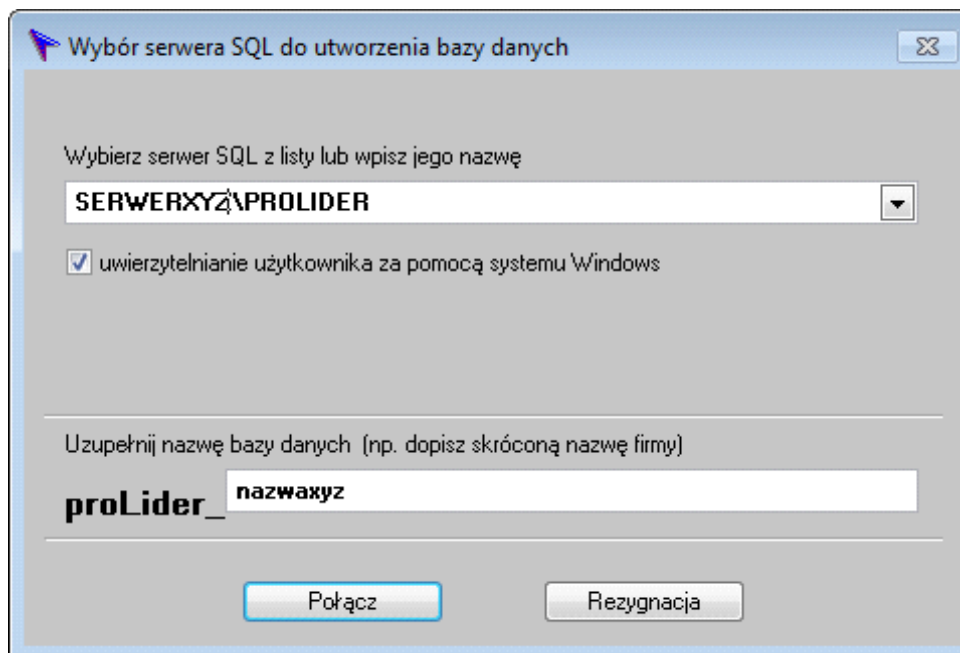 Wybór serwera SQL do utworzenia bazy danych
Wybierz serwer SQL z listy lub wpisz jego nazwę
SERWERXYZ\PROLIDER
uwierzytelnianie użytkownika za pomocą systemu Windows
Uzupełnij nazwę bazy danych (np. dopisz skróconą nazwę firmy)
proLider_ nazwaxyz
Połącz Rezygnacja